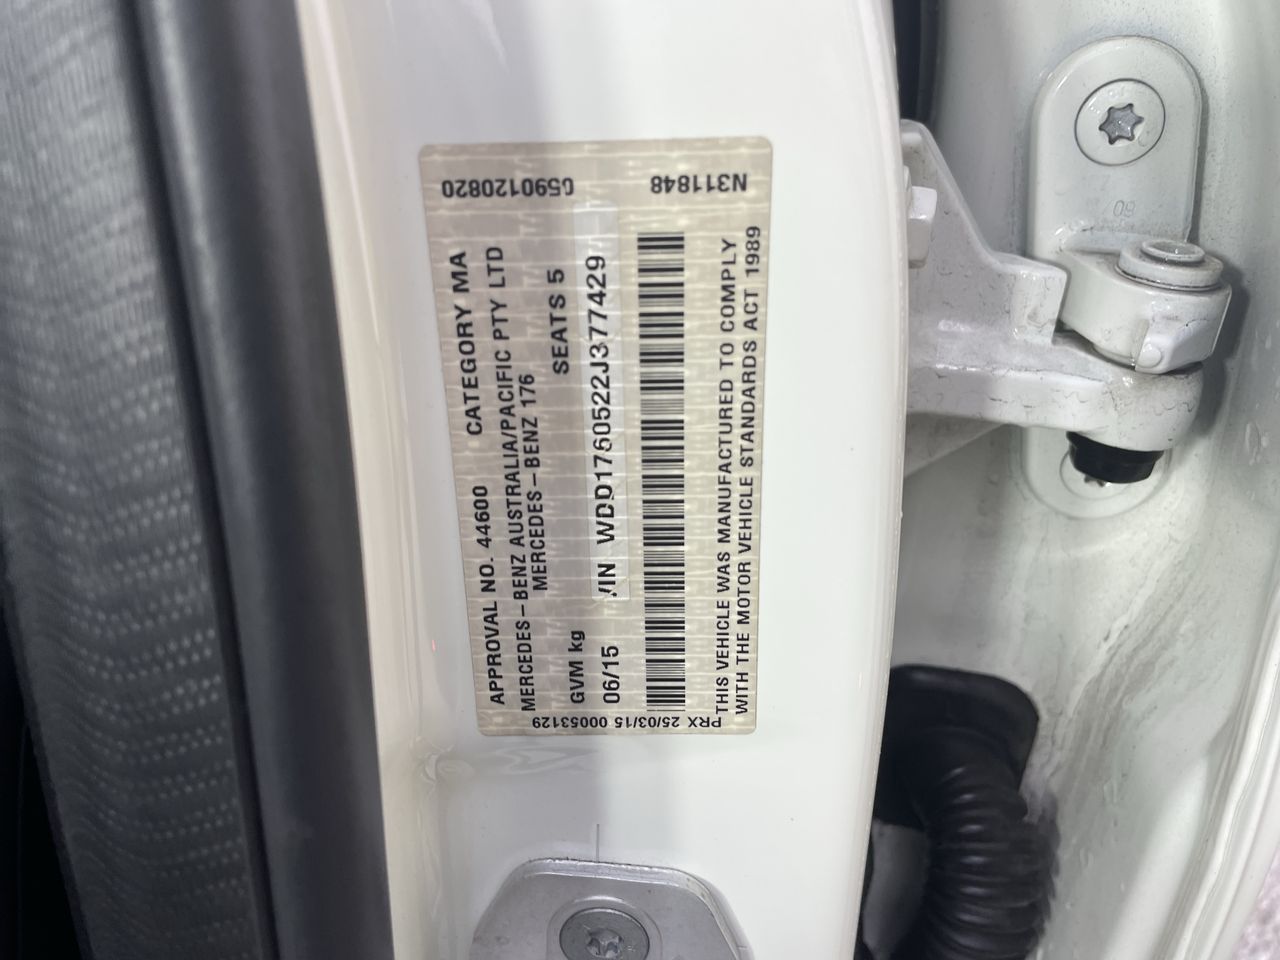 APPROVAL NO. 44600 CATEGORY MA
MERCEDES-BENZ AUSTRALIA/PACIFIC PTY LTD
MERCEDES-BENZ 176
GVM kg SEATS 5
06/15 VIN WDD1760522J377429
THIS VEHICLE WAS MANUFACTURED TO COMPLY
WITH THE MOTOR VEHICLE STANDARDS ACT 1989
G590120820
N311848
PRX 25/03/15 00053129
09